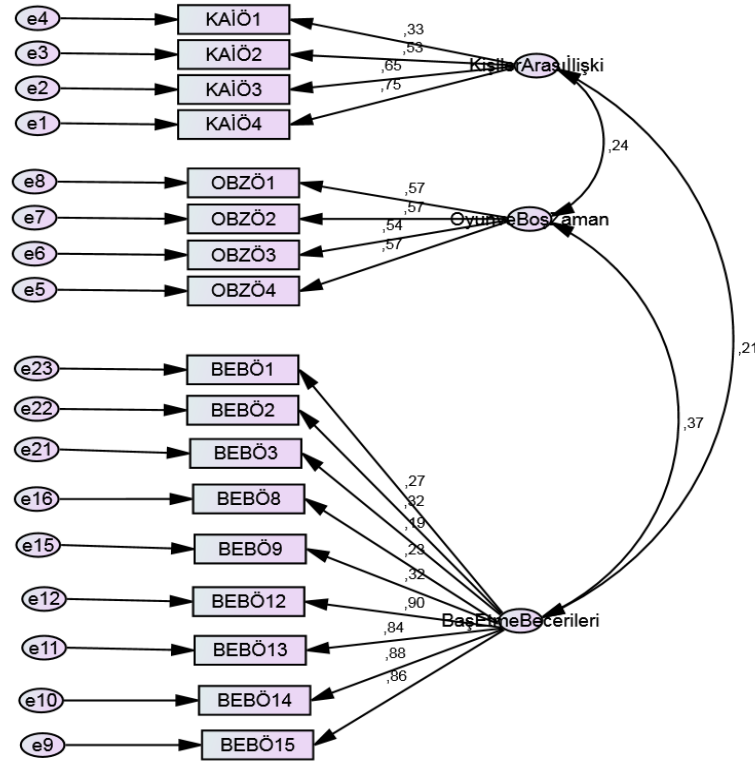 e4
KAİÖ1
e3
KAİÖ2
e2
KAİÖ3
e1
KAİÖ4
,33
,53
,65
,75
KişilerArasıİlişki
,24
e8
OBZÖ1
e7
OBZÖ2
e6
OBZÖ3
e5
OBZÖ4
,57
,57
,54
,57
OyunveBosZaman
,21
,37
e23
BEBÖ1
e22
BEBÖ2
e21
BEBÖ3
e16
BEBÖ8
e15
BEBÖ9
e12
BEBÖ12
e11
BEBÖ13
e10
BEBÖ14
e9
BEBÖ15
,27
,32
,19
,23
,32
,90
,84
,88
,86
BaşEtmeBecerileri